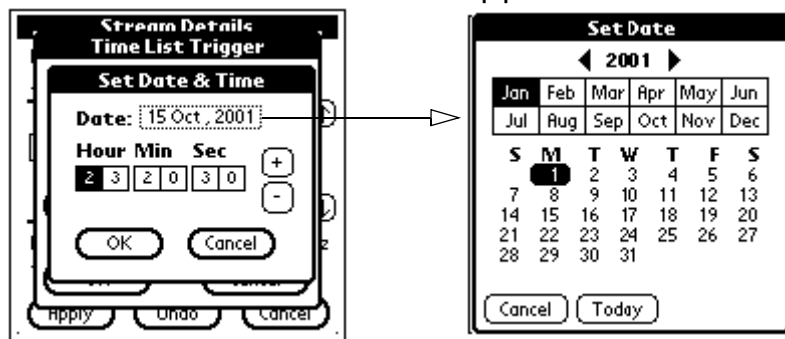 Stream Details
Time List Trigger
Set Date & Time
Date: 15 Oct , 2001
Hour Min Sec
2 3 2 0 3 0
+
-
OK Cancel
Apply Undo Cancel
Set Date
2001
Jan Feb Mar Apr May Jun
Jul Aug Sep Oct Nov Dec
S M T W T F S
1 2 3 4 5 6
7 8 9 10 11 12 13
14 15 16 17 18 19 20
21 22 23 24 25 26 27
28 29 30 31
Cancel Today